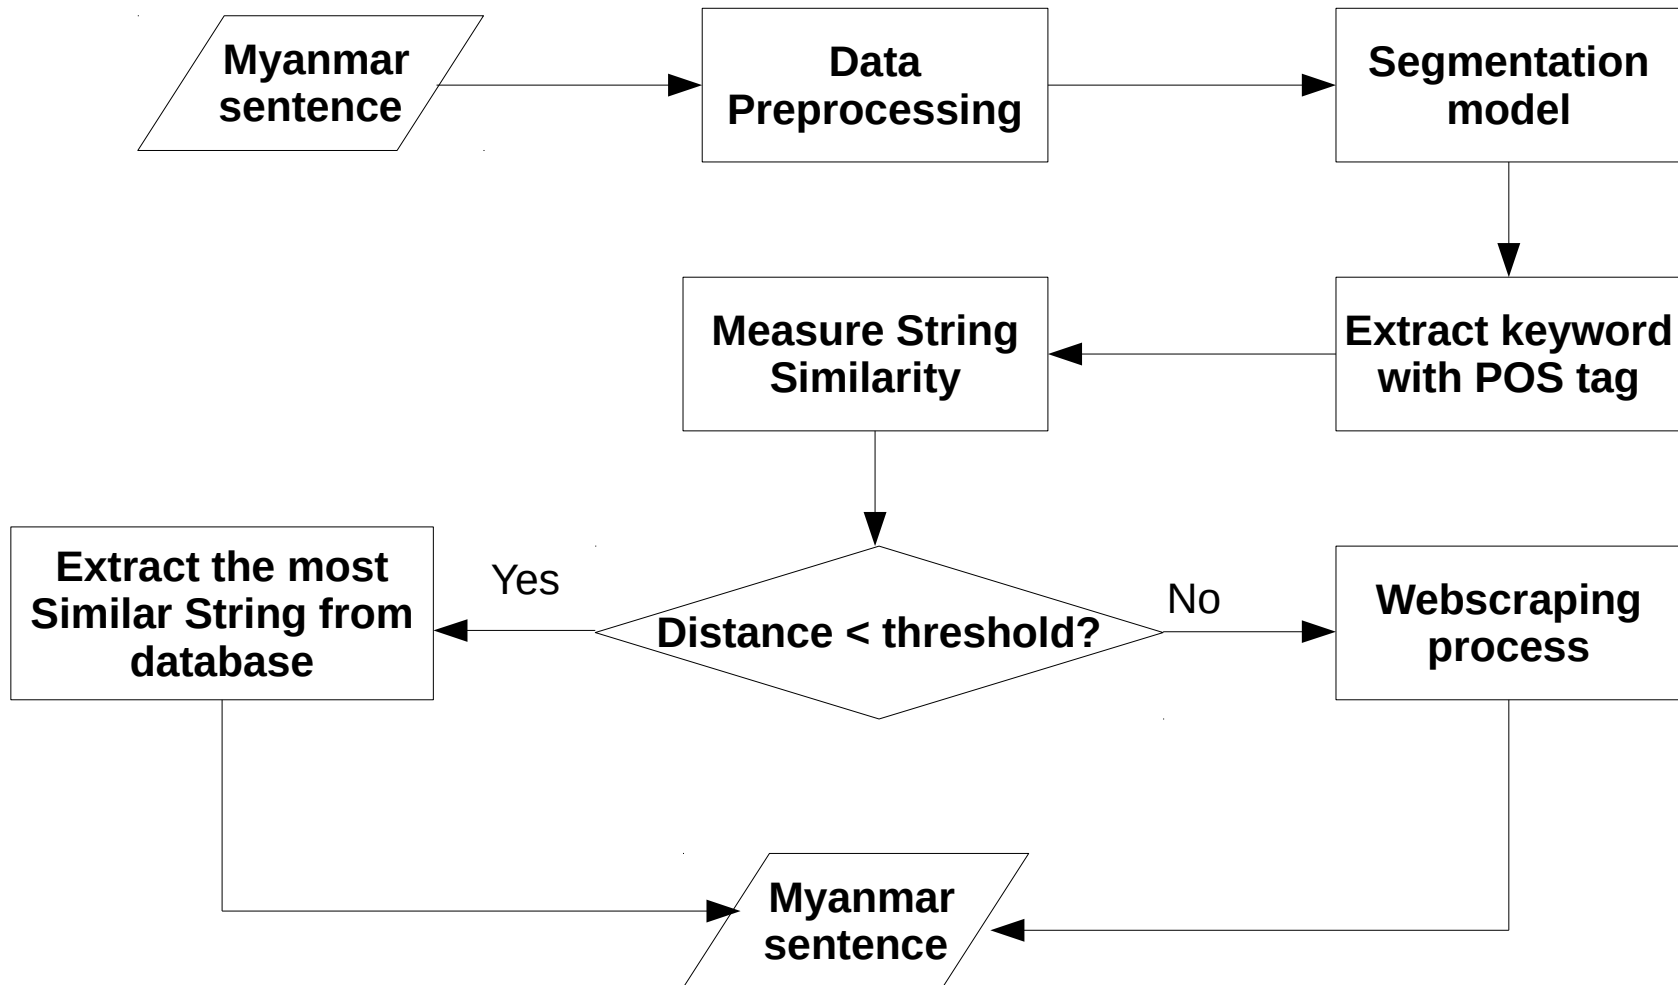 Myanmar
sentence
Data
Preprocessing
Segmentation
model
Extract keyword
with POS tag
Measure String
Similarity
Distance < threshold?
Yes
Extract the most
Similar String from
database
No
Webscraping
process
Myanmar
sentence